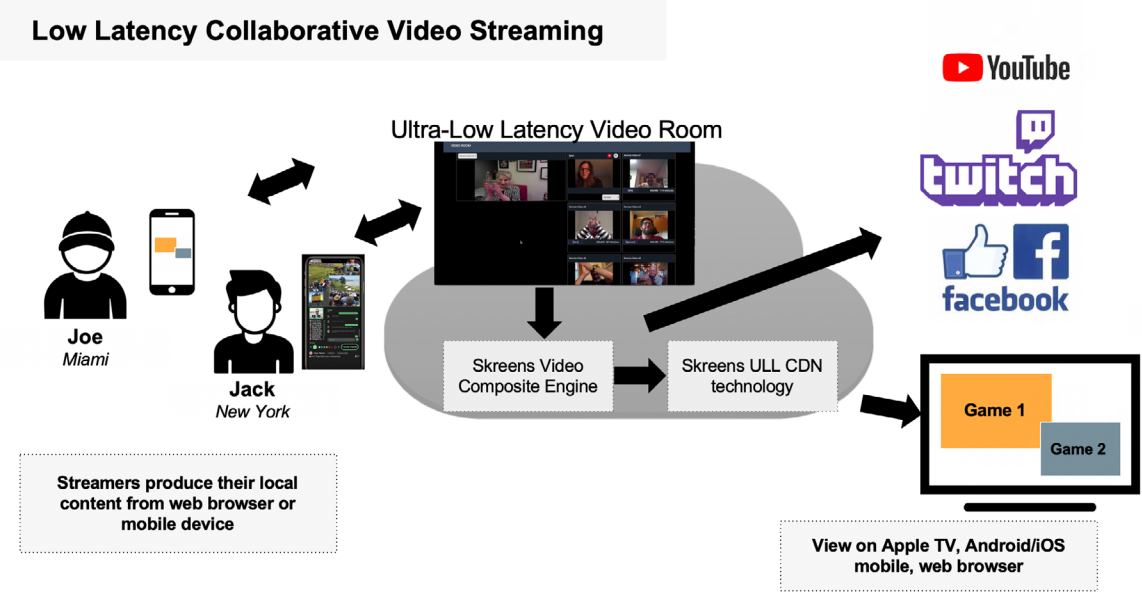 Low Latency Collaborative Video Streaming
YouTube
Ultra-Low Latency Video Room
VIDEO ROOM
twitch
facebook
Joe
Miami
Jack
New York
Skreens Video
Composite Engine
Skreens ULL CDN
technology
Game 1
Game 2
Streamers produce their local
content from web browser or
mobile device
View on Apple TV, Android/iOS
mobile, web browser